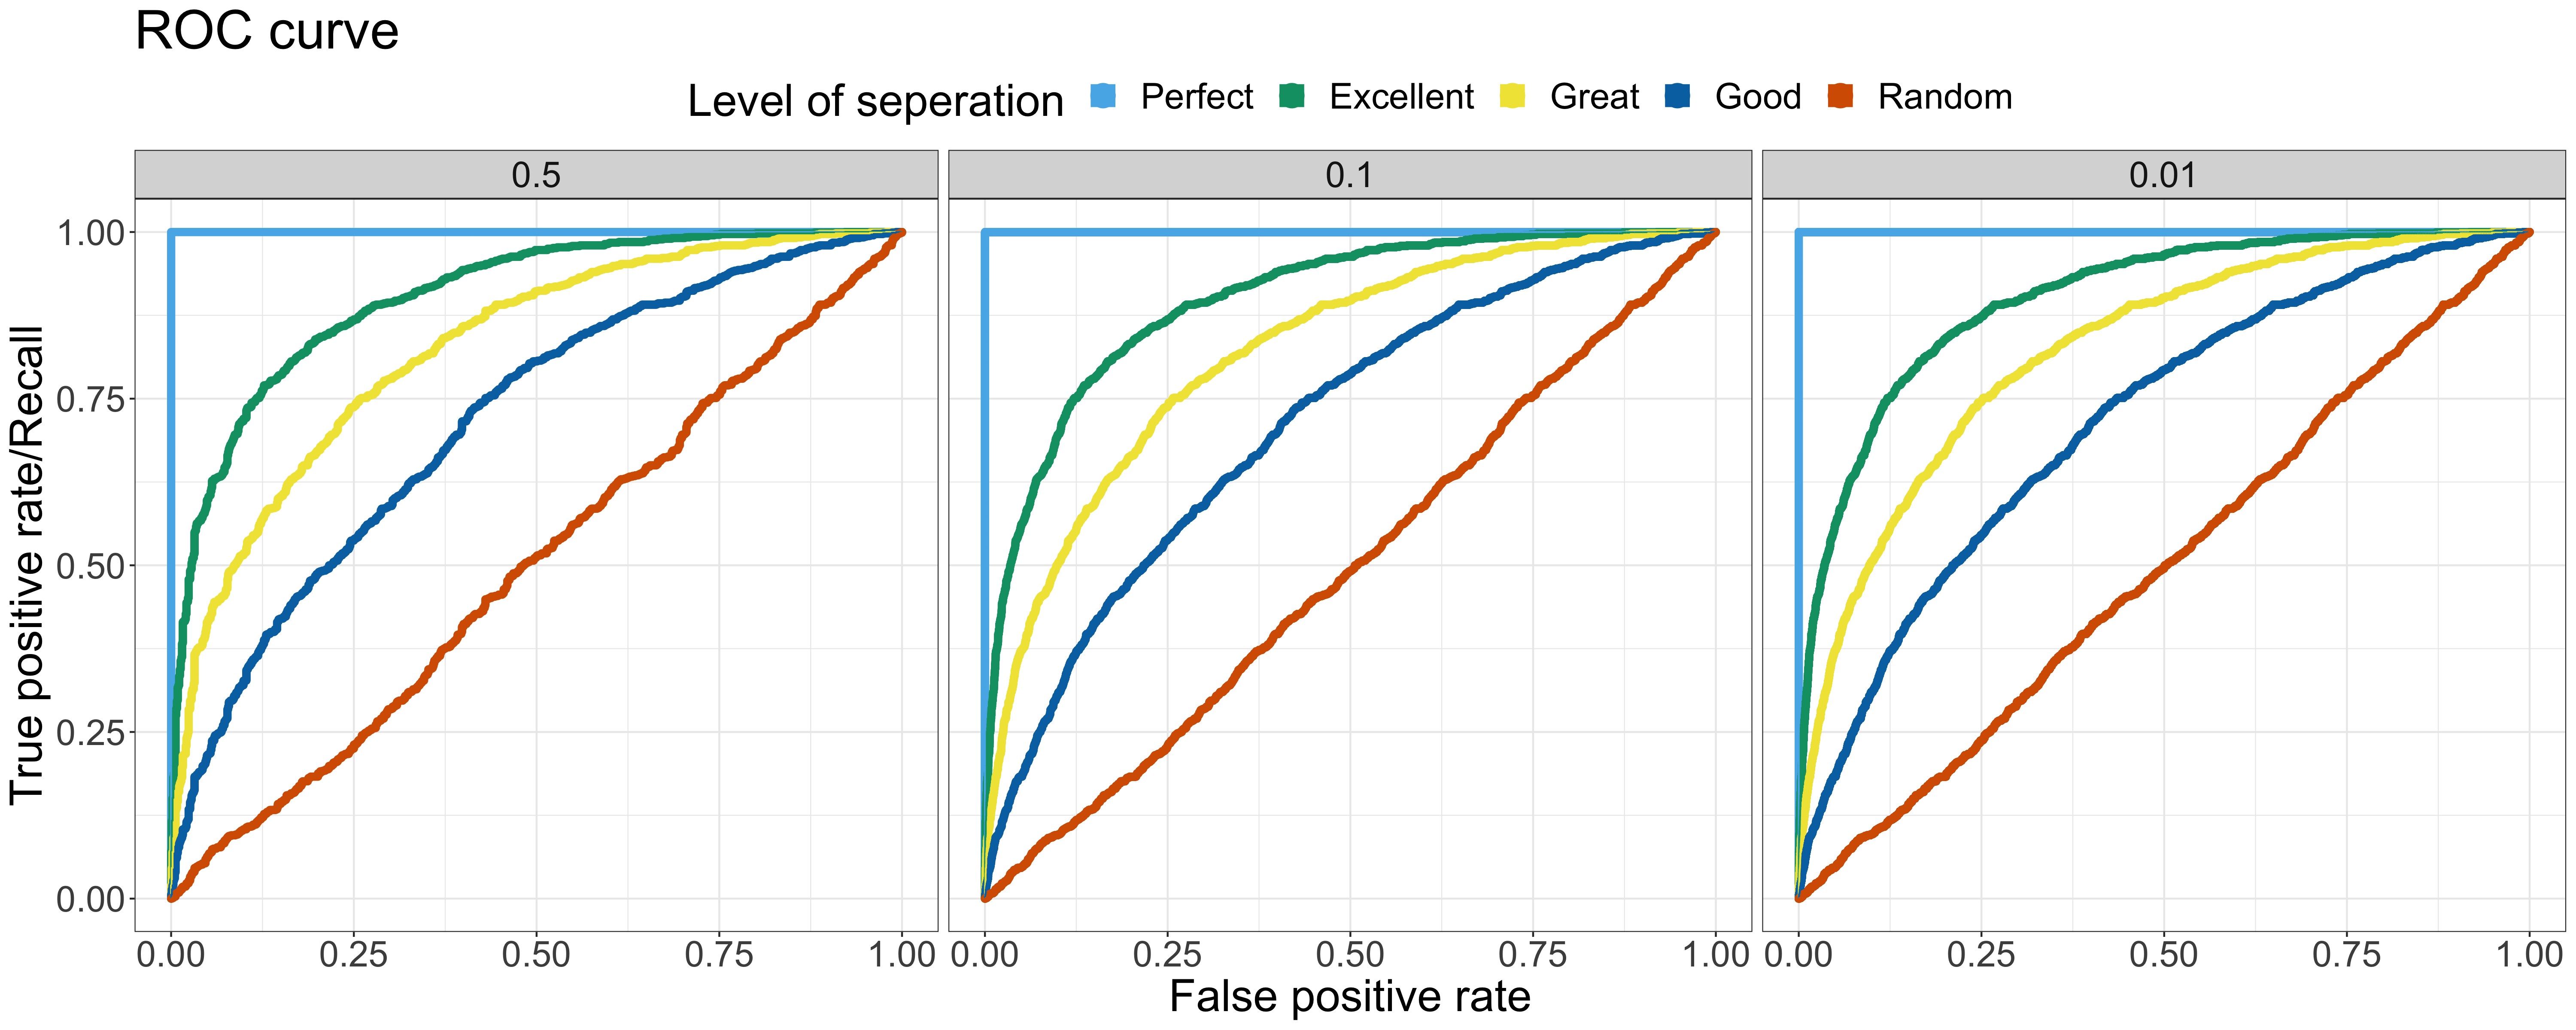 ROC curve
Level of seperation Perfect Excellent Great Good Random
0.5 0.1 0.01
True positive rate/Recall
1.00
0.75
0.50
0.25
0.00
0.00 0.25 0.50 0.75 1.00 0.00 0.25 0.50 0.75 1.00 0.00 0.25 0.50 0.75 1.00
False positive rate